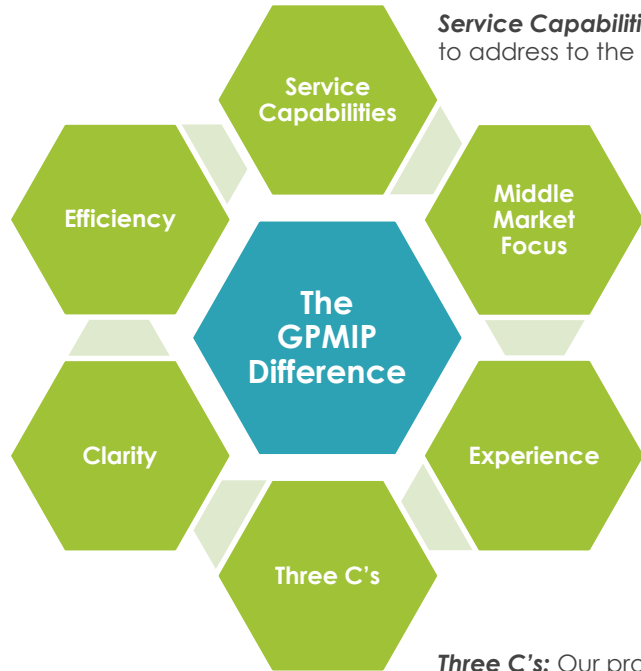 Service Capabiliti
to address to the
Service
Capabilities
Efficiency
Middle
Market
Focus
The
GPMIP
Difference
Clarity
Experience
Three C's
Three C's: Our pro